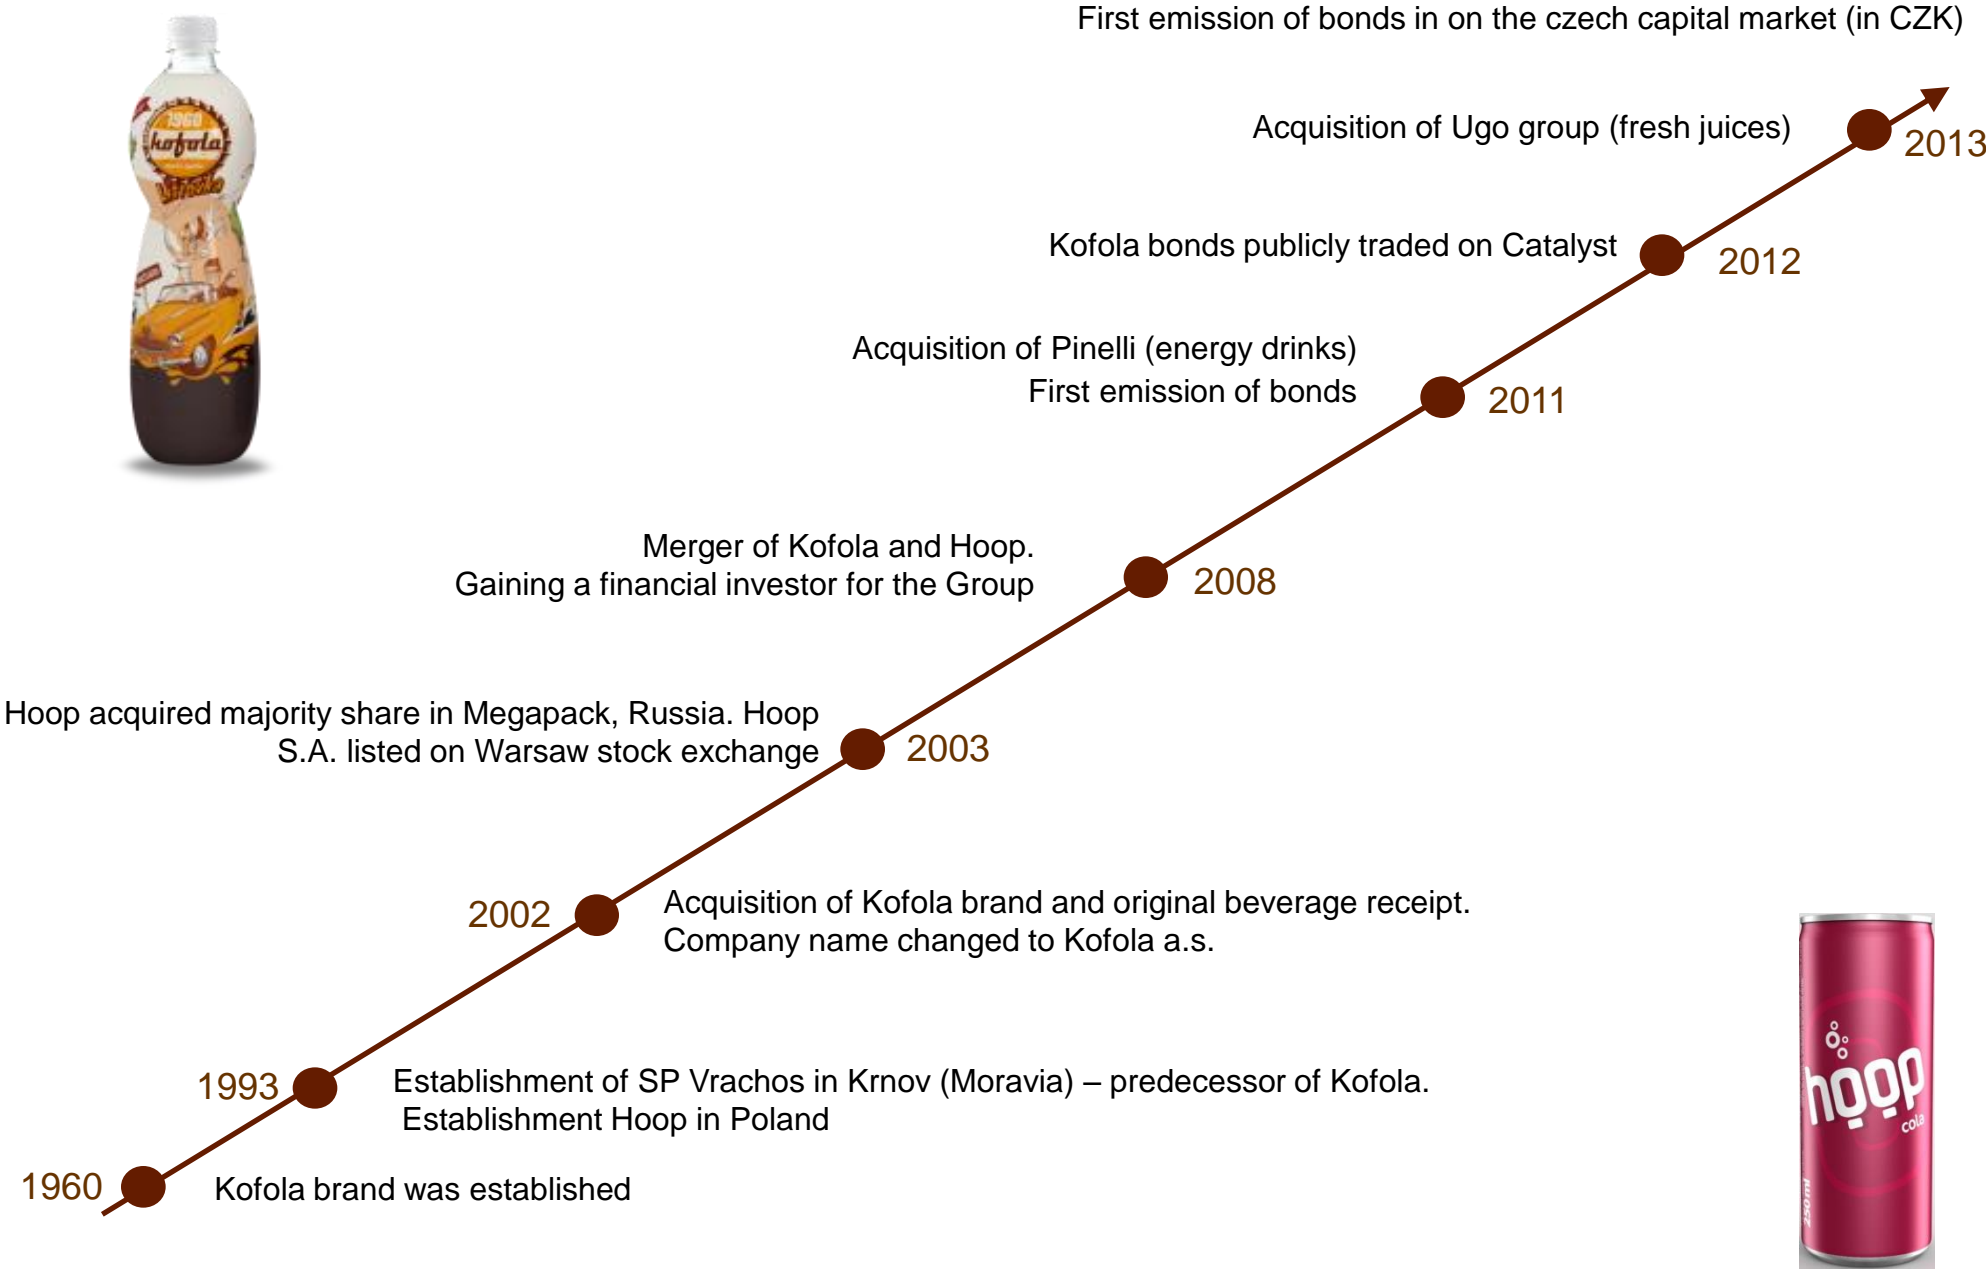 First emission of bonds in on the czech capital market (in CZK)
Acquisition of Ugo group (fresh juices)
2013
Kofola bonds publicly traded on Catalyst
2012
Acquisition of Pinelli (energy drinks)
First emission of bonds
2011
Merger of Kofola and Hoop.
Gaining a financial investor for the Group
2008
Hoop acquired majority share in Megapack, Russia. Hoop
S.A. listed on Warsaw stock exchange
2003
2002
Acquisition of Kofola brand and original beverage receipt.
Company name changed to Kofola a.s.
1993
Establishment of SP Vrachos in Krnov (Moravia) – predecessor of Kofola.
Establishment Hoop in Poland
1960
Kofola brand was established
1960
kofola
hoop
cola
250 ml